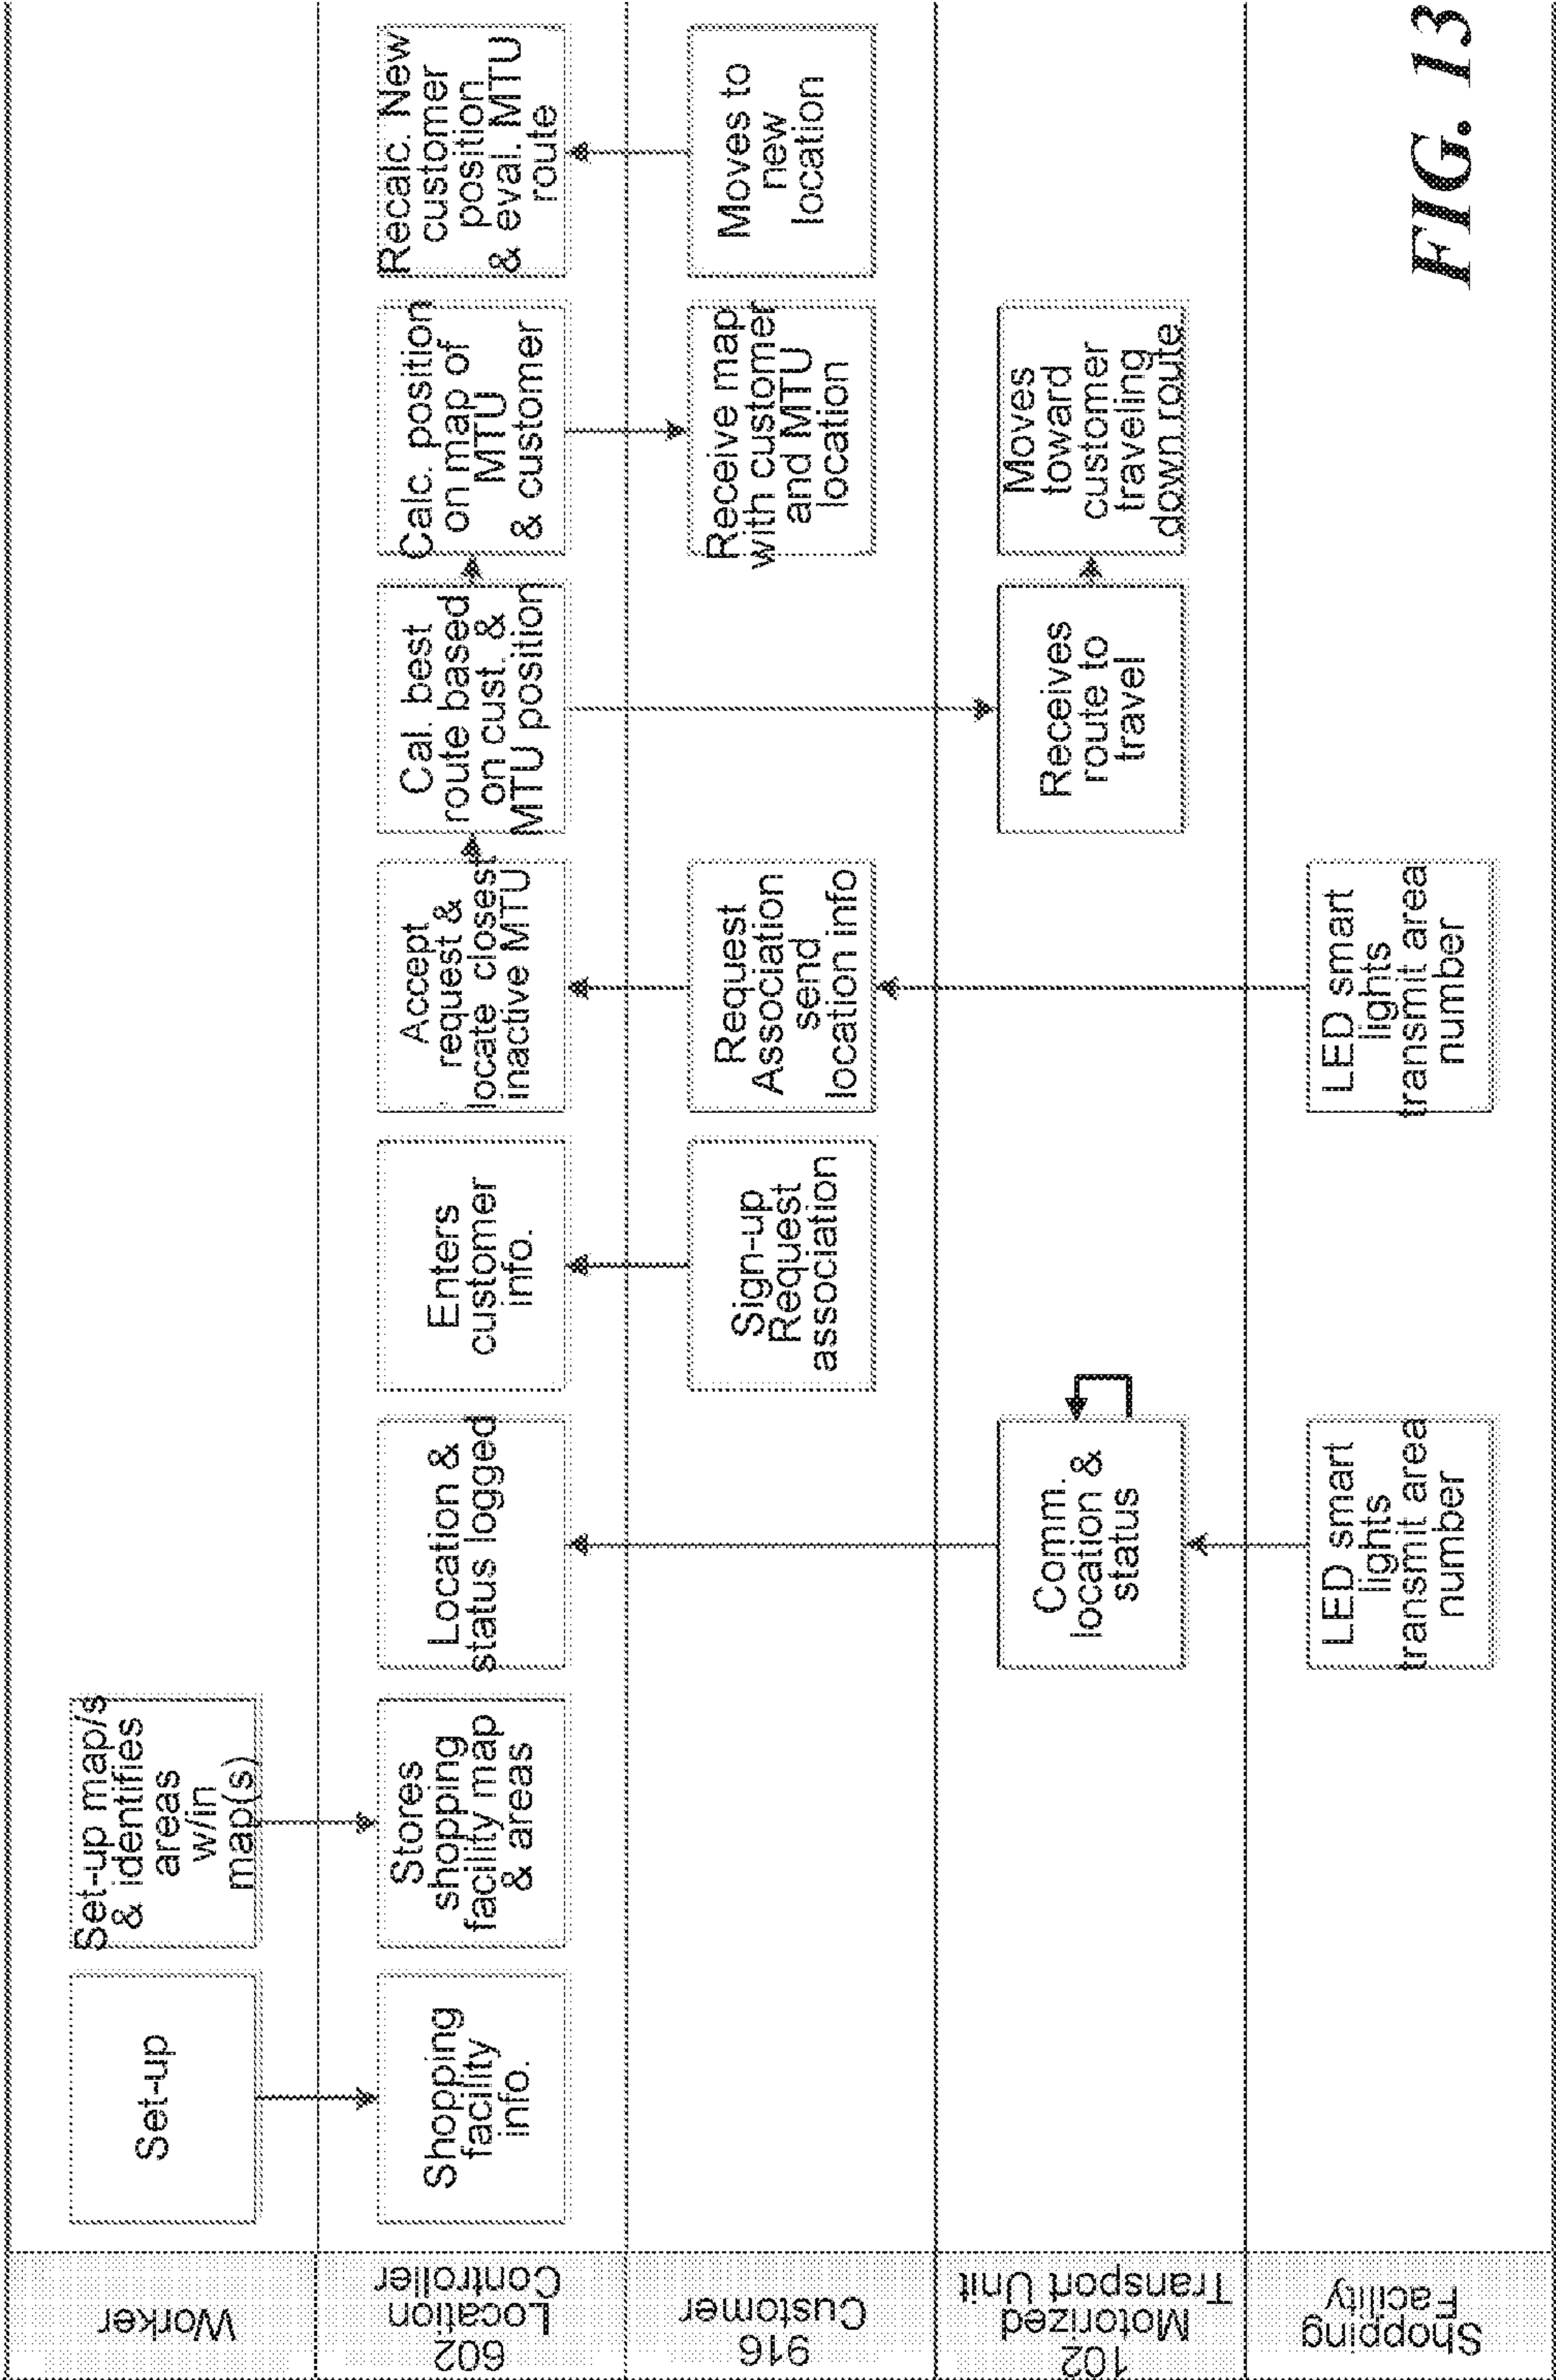 Worker
Set-up
Set-up map/s
& identifies
areas
w/in
map(s)
602
Location
Controller
Shopping
facility
info.
Stores
shopping
facility map
& areas
Location &
status logged
Enters
customer
info.
Accept
request &
locate closest
inactive MTU
Cal. best
route based
on cust. &
MTU position
Calc. position
on map of
MTU
& customer
Recalc. New
customer
position
& eval. MTU
route
916
Customer
Sign-up
Request
association
Request
Association
send
location info
Receive map
with customer
and MTU
location
Moves to
new
location
102
Motorized
Transport Unit
Comm.
location &
status
Receives
route to
travel
Moves
toward
customer
traveling
down route
Shopping
Facility
LED smart
lights
transmit area
number
LED smart
lights
transmit area
number
FIG. 13